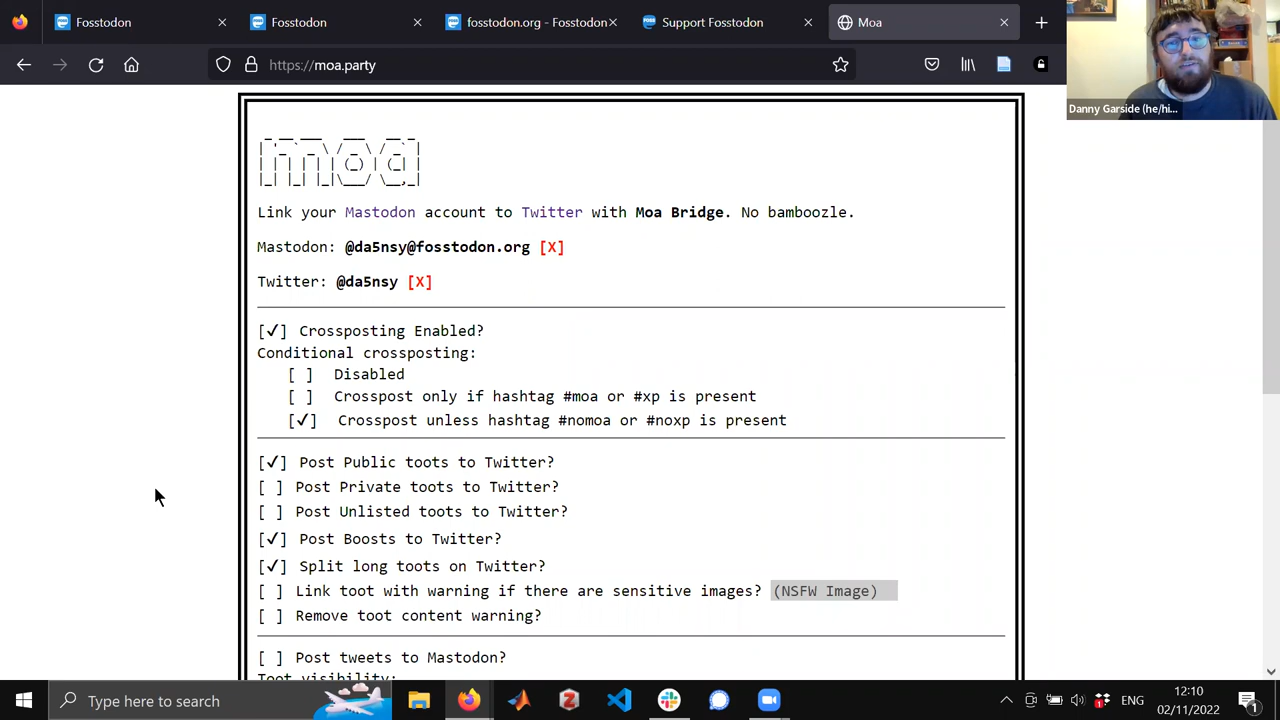 Fosstodon
Fosstodon
fosstodon.org - Fosstodon
Support Fosstodon
Moa
https://moa.party
Danny Garside (he/hi...
moa
Link your Mastodon account to Twitter with Moa Bridge. No bamboozle.
Mastodon: @da5nsy@fosstodon.org [X]
Twitter: @da5nsy [X]
[✓] Crossposting Enabled?
Conditional crossposting:
[ ] Disabled
[ ] Crosspost only if hashtag #moa or #xp is present
[✓] Crosspost unless hashtag #nomoa or #noxp is present
[✓] Post Public toots to Twitter?
[ ] Post Private toots to Twitter?
[ ] Post Unlisted toots to Twitter?
[✓] Post Boosts to Twitter?
[✓] Split long toots on Twitter?
[ ] Link toot with warning if there are sensitive images? (NSFW Image)
[ ] Remove toot content warning?
[ ] Post tweets to Mastodon?
Toot visibility:
Type here to search
ENG
12:10
02/11/2022